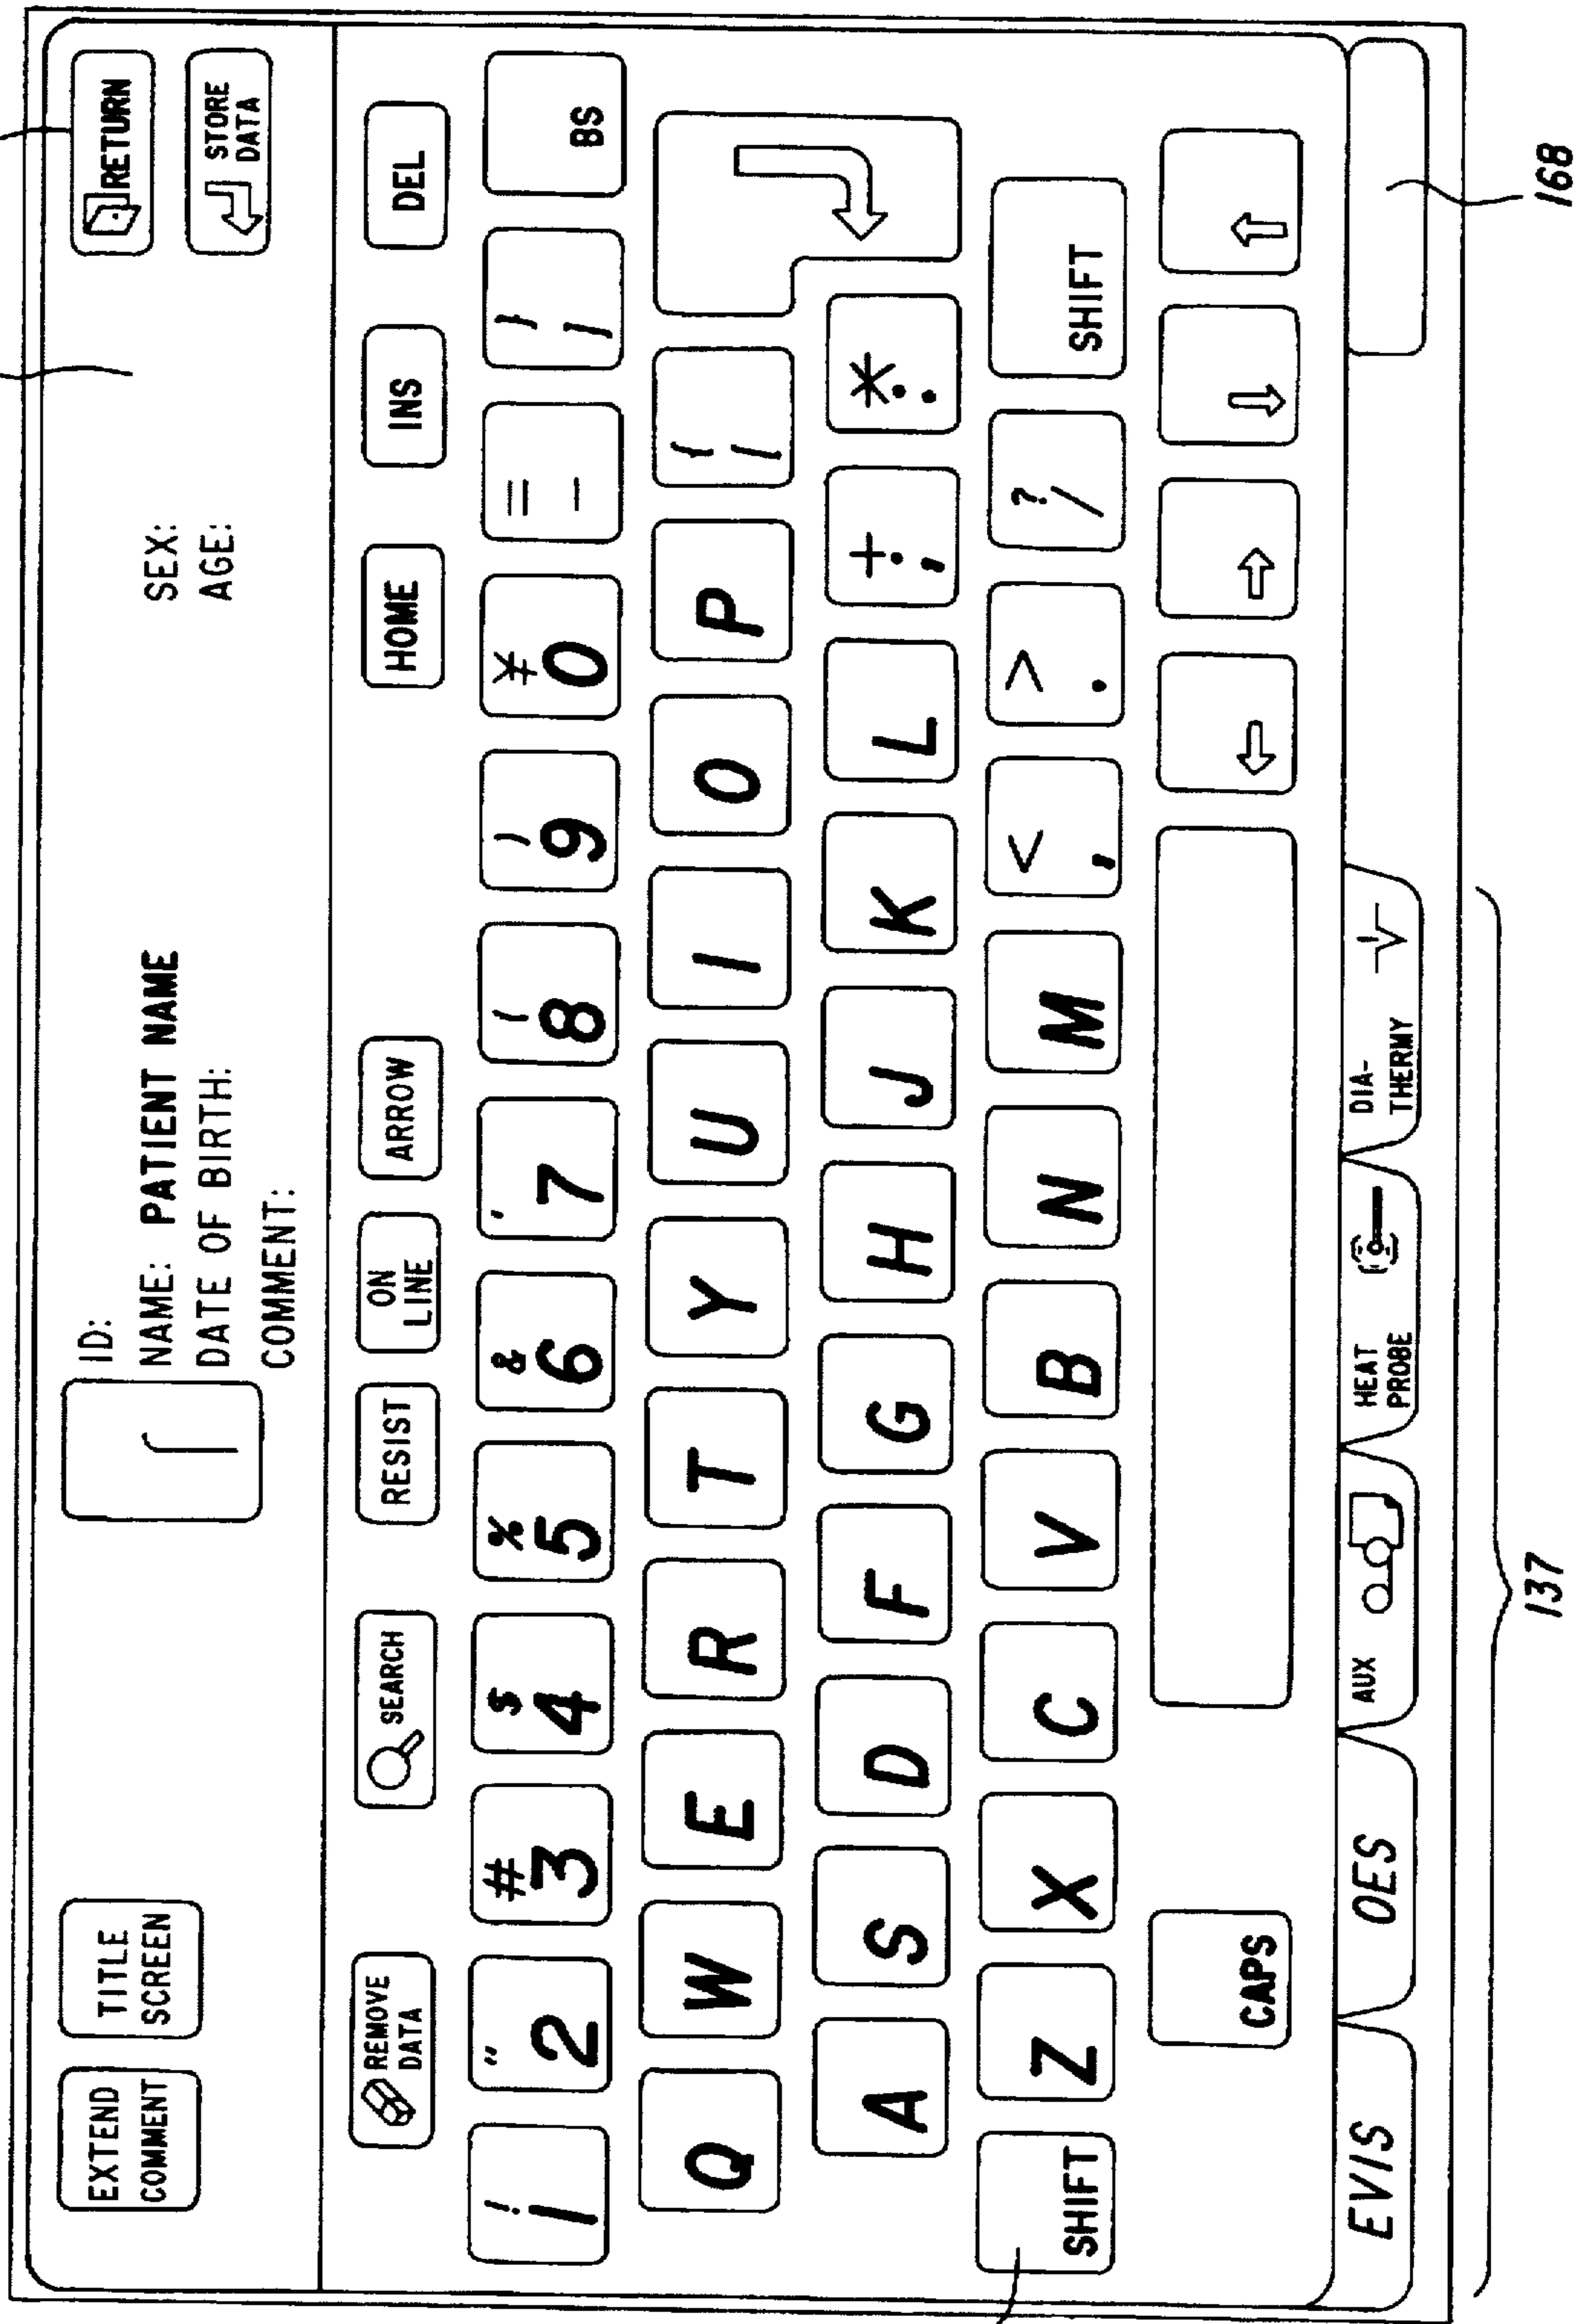 EXTEND
COMMENT
TITLE
SCREEN
ID:
NAME: PATIENT NAME
DATE OF BIRTH:
COMMENT:
SEX:
AGE:
RETURN
STORE
DATA
REMOVE
DATA
SEARCH
RESIST
ON
LINE
ARROW
HOME
INS
DEL
! " # $ % & ' ( ) ¥ =
2 3 4 5 6 7 8 9 0 - BS
Q W E R T Y U I O P {
A S D F G H J K L + ; *
SHIFT Z X C V B N M < , > . ? / SHIFT
CAPS ⇦ ⇨ ⇩ ⇧
EVIS
OES
AUX
HEAT
PROBE
DIA-
THERMY
137
168